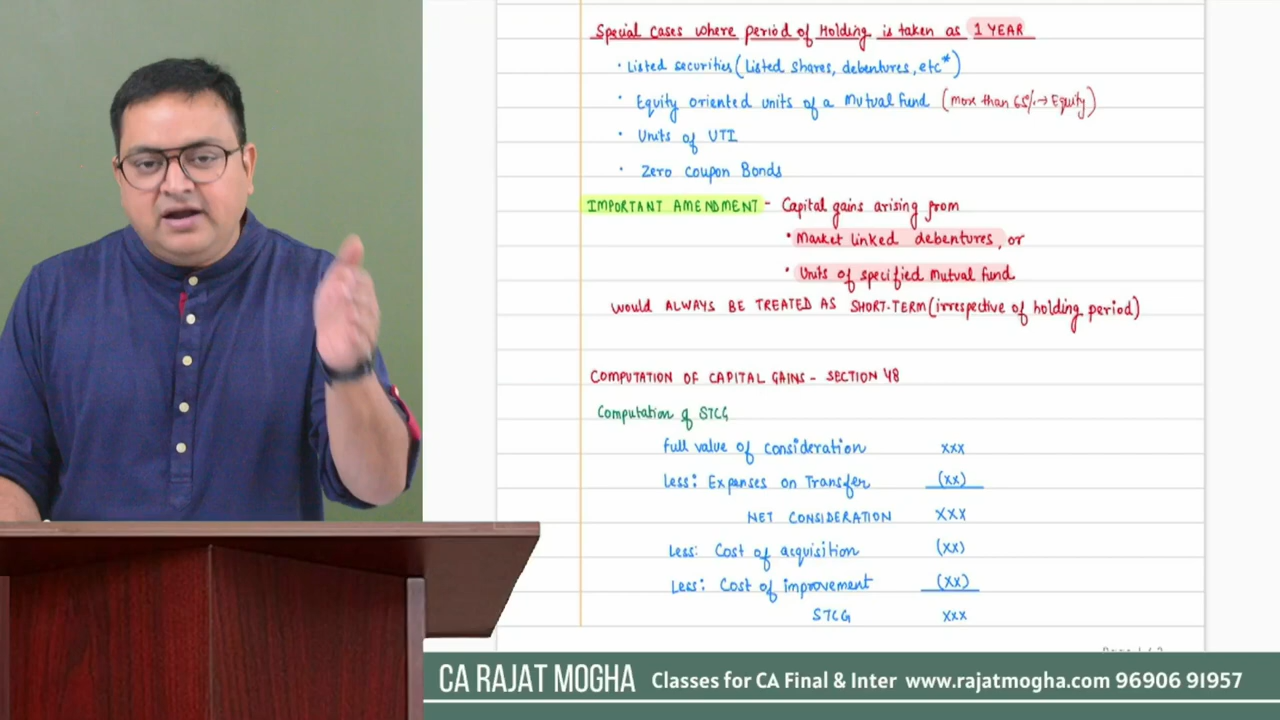 Special cases where period of Holding is taken as 1 YEAR
• Listed securities (Listed shares, debentures, etc*)
• Equity oriented units of a Mutual Fund (more than 65% → Equity)
• Units of UTI
• Zero Coupon Bonds
IMPORTANT AMENDMENT - Capital gains arising from
• Market linked debentures, or
• Units of specified Mutual Fund
would ALWAYS BE TREATED AS SHORT-TERM (irrespective of holding period)
COMPUTATION OF CAPITAL GAINS - SECTION 48
Computation of STCG
Full value of consideration xxx
Less: Expenses on Transfer (xx)
NET CONSIDERATION XXX
Less: Cost of acquisition (xx)
Less: Cost of improvement (xx)
STCG xxx
CA RAJAT MOGHA Classes for CA Final & Inter www.rajatmogha.com 96906 91957